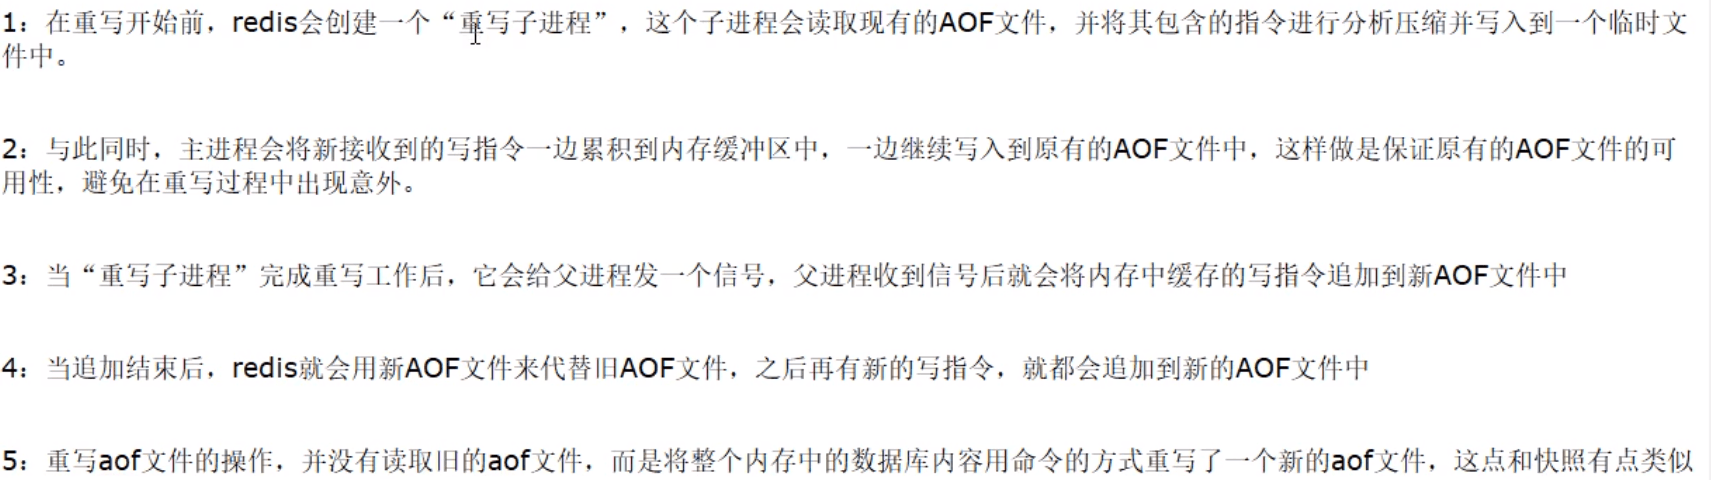 1：在重写开始前，redis会创建一个“重写子进程”，这个子进程会读取现有的AOF文件，并将其包含的指令进行分析压缩并写入到一个临时文
件中。
2：与此同时，主进程会将新接收到的写指令一边累积到内存缓冲区中，一边继续写入到原有的AOF文件中，这样做是保证原有的AOF文件的可
用性，避免在重写过程中出现意外。
3：当“重写子进程”完成重写工作后，它会给父进程发一个信号，父进程收到信号后就会将内存中缓存的写指令追加到新AOF文件中
4：当追加结束后，redis就会用新AOF文件来代替旧AOF文件，之后再有新的写指令，就都会追加到新的AOF文件中
5：重写aof文件的操作，并没有读取旧的aof文件，而是将整个内存中的数据库内容用命令的方式重写了一个新的aof文件，这点和快照有点类似